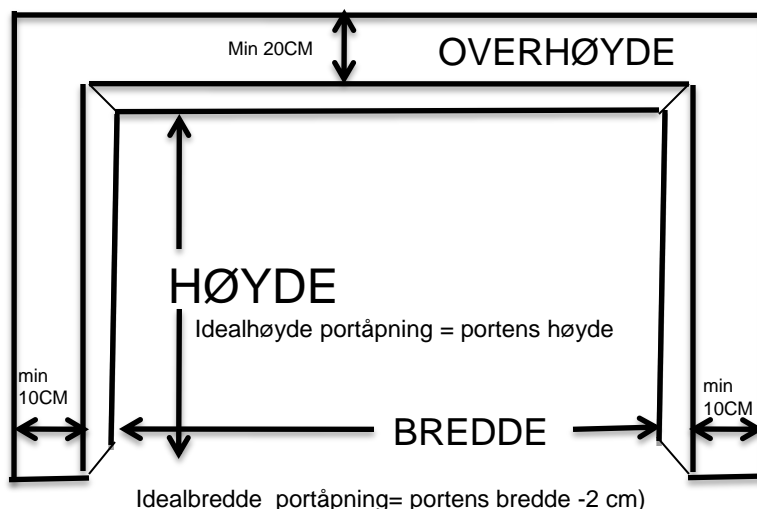 Min 20CM
OVERHØYDE
HØYDE
Idealhøyde portåpning = portens høyde
min
10CM
min
10CM
BREDDE
Idealbredde  portåpning= portens bredde -2 cm)